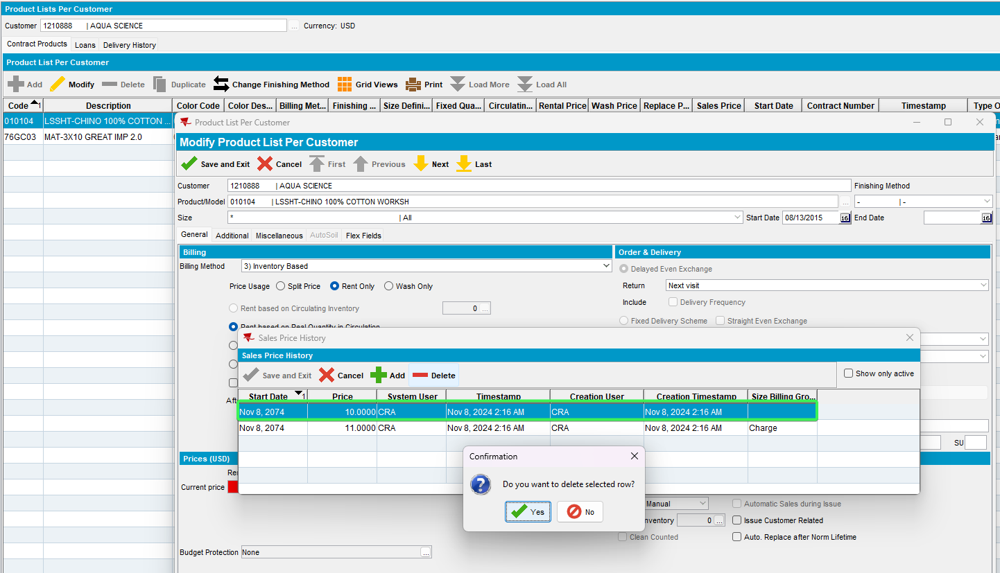 Product Lists Per Customer
Customer 1210888 | AQUA SCIENCE ... Currency: USD
Contract Products Loans Delivery History
Product List Per Customer
Add Modify Delete Duplicate Change Finishing Method Grid Views Print Load More Load All
Code 1 Description Color Code Color Des... Billing Met... Finishing ... Size Defini... Fixed Qua... Circulatin... Rental Price Wash Price Replace P... Sales Price Start Date Contract Number Timestamp Type O
010104 LSSHT-CHINO 100% COTTON ...
76GC03 MAT-3X10 GREAT IMP 2.0
Product List Per Customer
Modify Product List Per Customer
Save and Exit Cancel First Previous Next Last
Customer 1210888 | AQUA SCIENCE Finishing Method
Product/Model 010104 | LSSHT-CHINO 100% COTTON WORKSH ... - | -
Size * | All Start Date 08/13/2015 16 End Date 16
General Additional Miscellaneous AutoSoil Flex Fields
Billing Order & Delivery
Billing Method 3) Inventory Based Delayed Even Exchange
Price Usage Split Price Rent Only Wash Only Return Next visit
Include Delivery Frequency
Rent based on Circulating Inventory 0 ...
Fixed Delivery Scheme Straight Even Exchange
Rent based on Real Quantity in Circulation
Sales Price History
Sales Price History
Save and Exit Cancel Add Delete Show only active
Start Date 1 Price System User Timestamp Creation User Creation Timestamp Size Billing Gro...
Nov 8, 2074 10.0000 CRA Nov 8, 2024 2:16 AM CRA Nov 8, 2024 2:16 AM
Nov 8, 2074 11.0000 CRA Nov 8, 2024 2:16 AM CRA Nov 8, 2024 2:16 AM Charge
SU
Confirmation
Do you want to delete selected row?
Yes No
Prices (USD)
Current price
Manual Automatic Sales during Issue
0 ... Issue Customer Related
Clean Counted Auto. Replace after Norm Lifetime
Budget Protection None ...